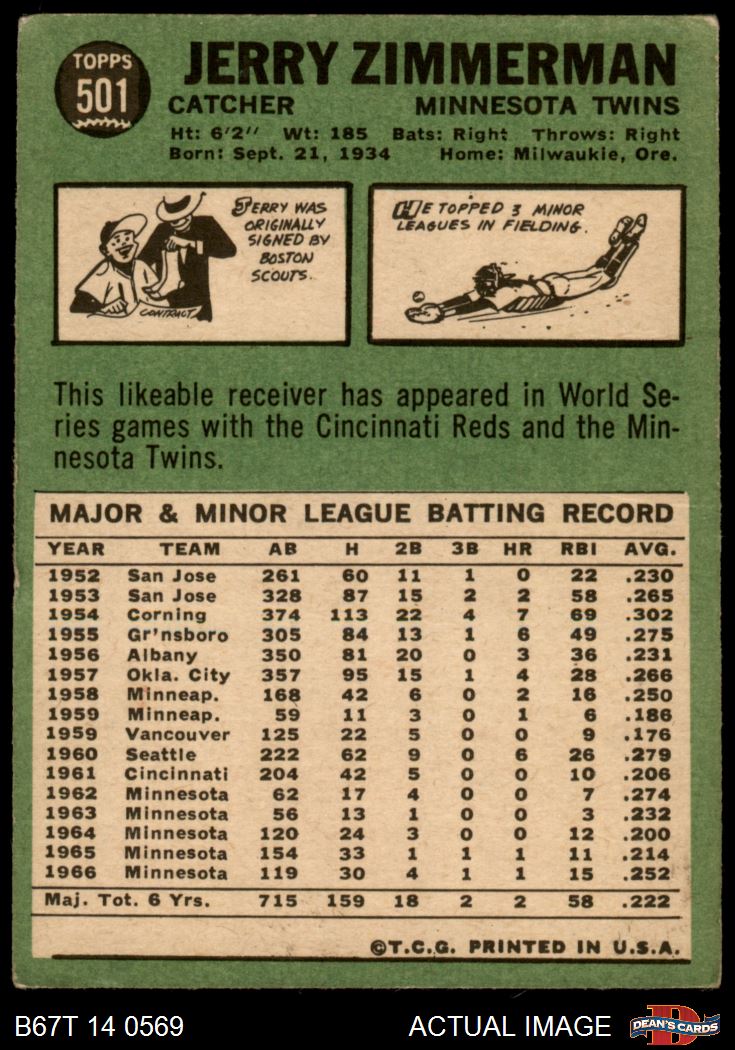 TOPPS
501
JERRY ZIMMERMAN
CATCHER MINNESOTA TWINS
Ht: 6'2" Wt: 185 Bats: Right Throws: Right
Born: Sept. 21, 1934 Home: Milwaukie, Ore.
JERRY WAS
ORIGINALLY
SIGNED BY
BOSTON
SCOUTS.
CONTRACT
HE TOPPED 3 MINOR
LEAGUES IN FIELDING.
This likeable receiver has appeared in World Se-
ries games with the Cincinnati Reds and the Min-
nesota Twins.
MAJOR & MINOR LEAGUE BATTING RECORD
YEAR TEAM AB H 2B 3B HR RBI AVG.
1952 San Jose 261 60 11 1 0 22 .230
1953 San Jose 328 87 15 2 2 58 .265
1954 Corning 374 113 22 4 7 69 .302
1955 Gr'nsboro 305 84 13 1 6 49 .275
1956 Albany 350 81 20 0 3 36 .231
1957 Okla. City 357 95 15 1 4 28 .266
1958 Minneap. 168 42 6 0 2 16 .250
1959 Minneap. 59 11 3 0 1 6 .186
1959 Vancouver 125 22 5 0 0 9 .176
1960 Seattle 222 62 9 0 6 26 .279
1961 Cincinnati 204 42 5 0 0 10 .206
1962 Minnesota 62 17 4 0 0 7 .274
1963 Minnesota 56 13 1 0 0 3 .232
1964 Minnesota 120 24 3 0 0 12 .200
1965 Minnesota 154 33 1 1 1 11 .214
1966 Minnesota 119 30 4 1 1 15 .252
Maj. Tot. 6 Yrs. 715 159 18 2 2 58 .222
©T.C.G. PRINTED IN U.S.A.
B67T 14 0569 ACTUAL IMAGE
D
DEAN'S CARDS